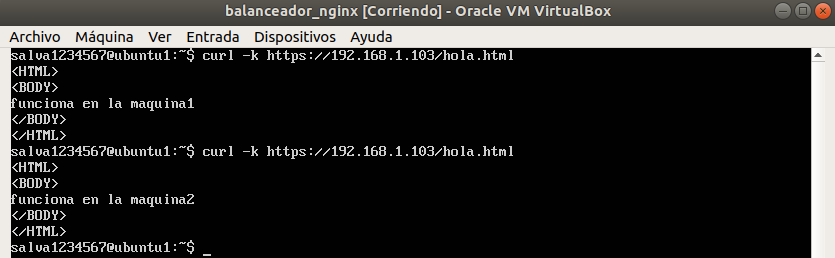 balanceador_nginx [Corriendo] - Oracle VM VirtualBox
Archivo Máquina Ver Entrada Dispositivos Ayuda
salva1234567@ubuntu1:~$ curl -k https://192.168.1.103/hola.html
<HTML>
<BODY>
funciona en la maquina1
</BODY>
</HTML>
salva1234567@ubuntu1:~$ curl -k https://192.168.1.103/hola.html
<HTML>
<BODY>
funciona en la maquina2
</BODY>
</HTML>
salva1234567@ubuntu1:~$ _